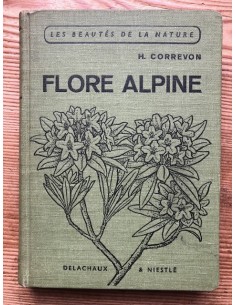 LES BEAUTÉS DE LA NATURE
H. CORREVON
FLORE ALPINE
DELACHAUX & NIESTLÉ